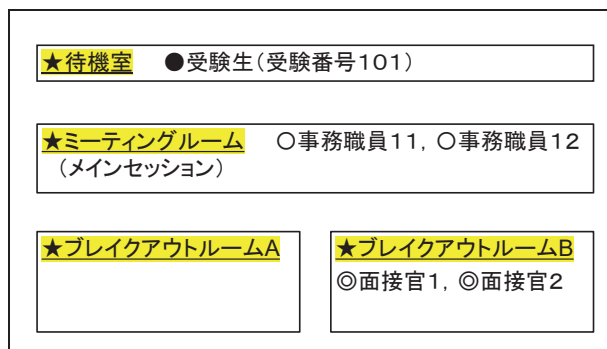 ★待機室　●受験生(受験番号101)
★ミーティングルーム　○事務職員11, ○事務職員12
(メインセッション)
★ブレイクアウトルームA
★ブレイクアウトルームB
◎面接官1, ◎面接官2